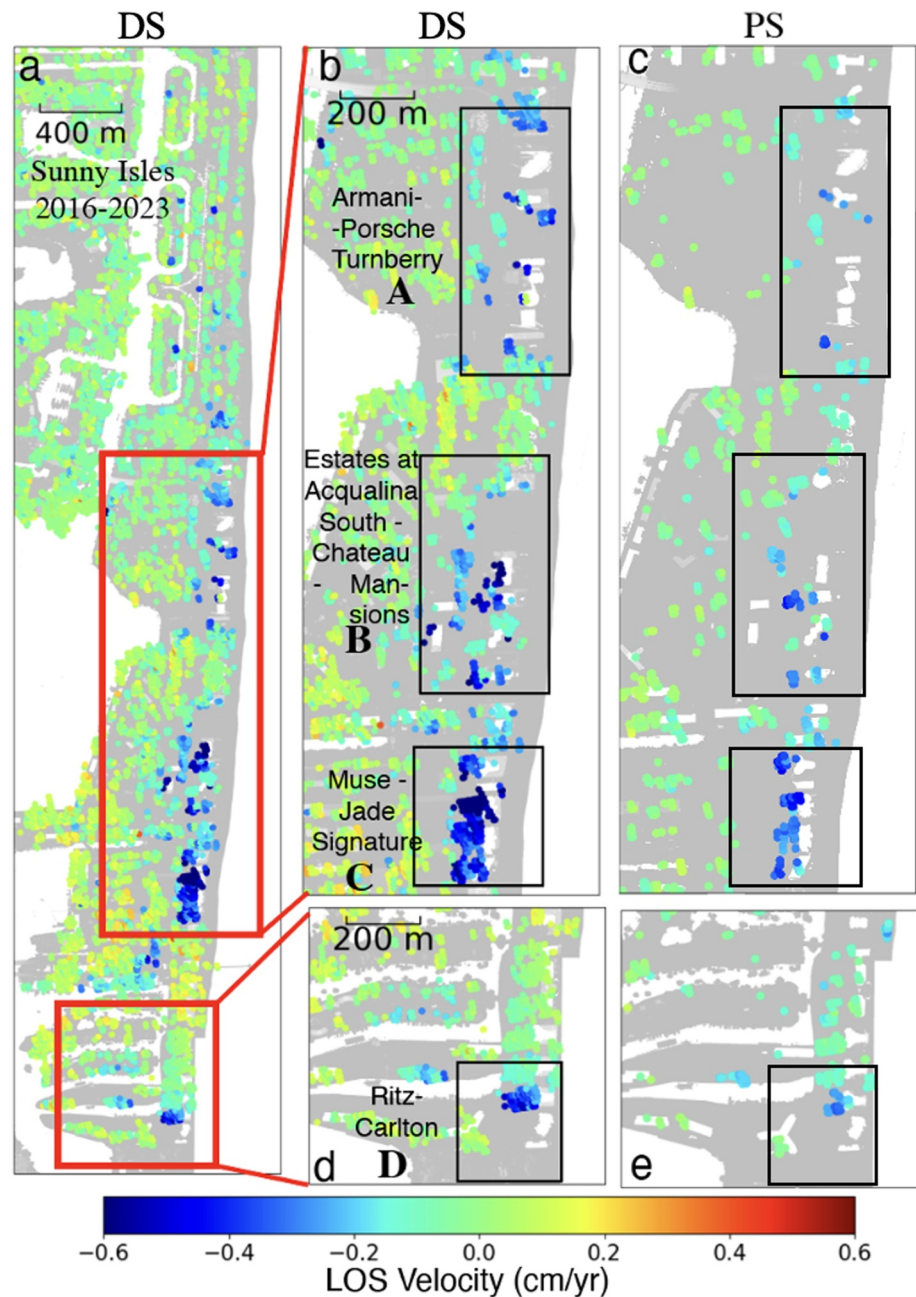 DS
DS
PS
a
b
c
400 m
200 m
Sunny Isles
2016-2023
Armani-
-Porsche
Turnberry
A
Estates at
Acqualina
South -
Chateau
- Man-
sions
B
Muse -
Jade
Signature
C
200 m
Ritz-
Carlton
d
D
e
−0.6 −0.4 −0.2 0.0 0.2 0.4 0.6
LOS Velocity (cm/yr)